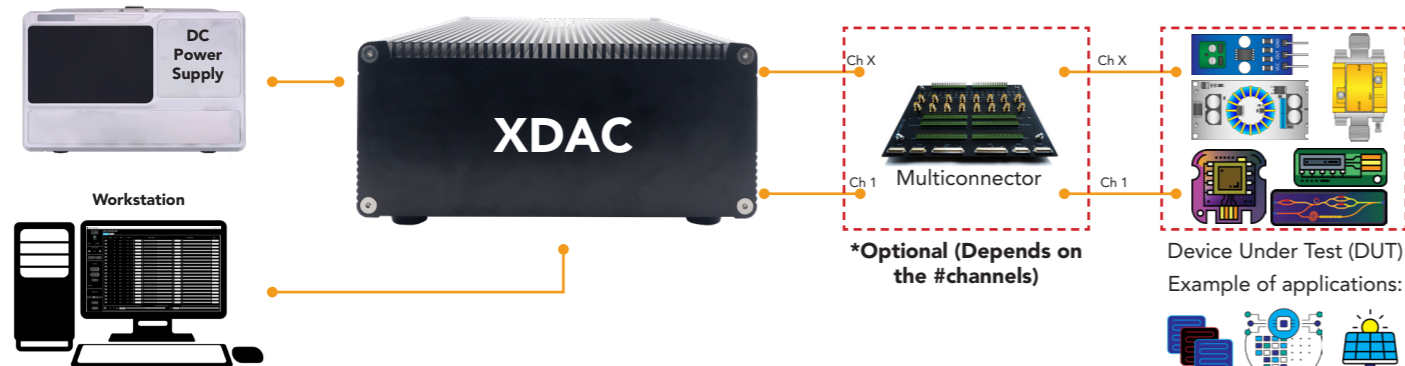 DC
Power
Supply
XDAC
Workstation
Ch X
Ch 1
Multiconnector
*Optional (Depends on
the #channels)
Ch X
Ch 1
Device Under Test (DUT)
Example of applications: